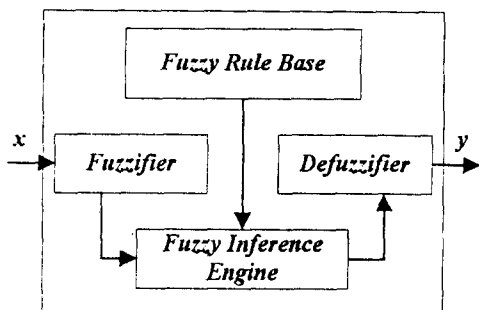 Fuzzy Rule Base
x
Fuzzifier
Defuzzifier
y
Fuzzy Inference
Engine